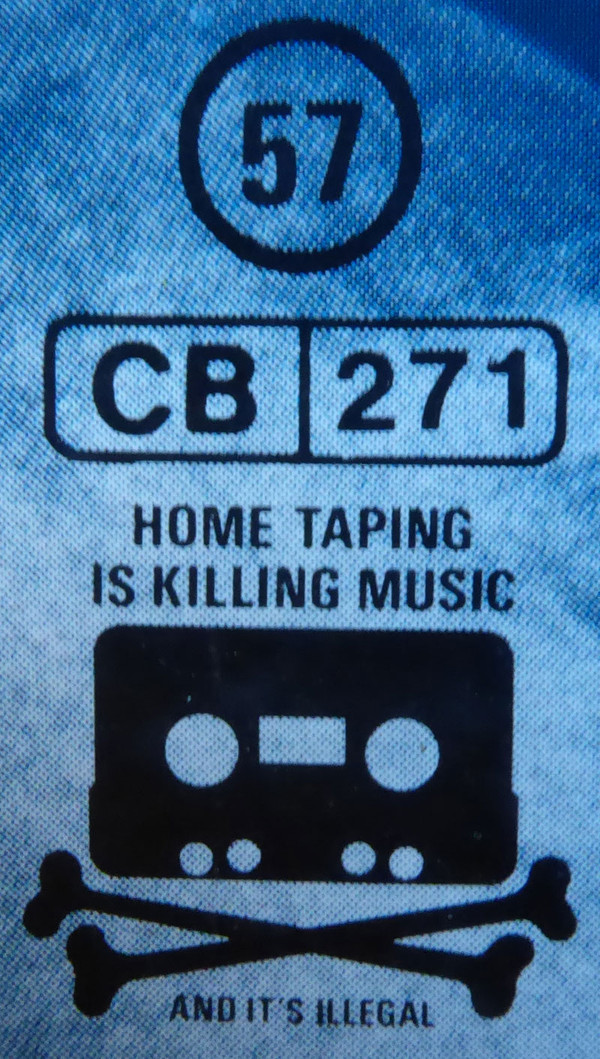 57
CB 271
HOME TAPING
IS KILLING MUSIC
AND IT'S ILLEGAL